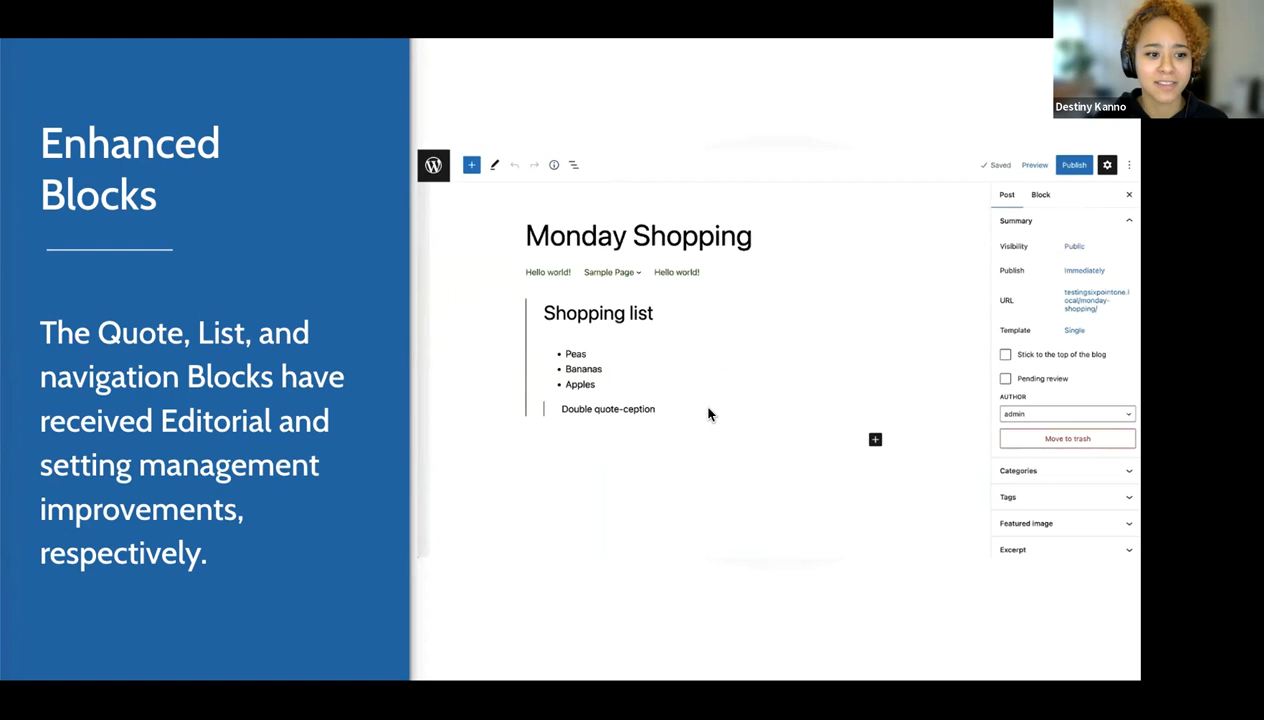 Enhanced
Blocks
The Quote, List, and
navigation Blocks have
received Editorial and
setting management
improvements,
respectively.
Saved
Preview
Publish
Post
Block
Monday Shopping
Hello world!
Sample Page
Hello world!
Shopping list
• Peas
• Bananas
• Apples
Double quote-ception
Summary
Visibility
Public
Publish
Immediately
URL
testingsixpointone.l
ocal/monday-
shopping/
Template
Single
Stick to the top of the blog
Pending review
AUTHOR
admin
Move to trash
Categories
Tags
Featured image
Excerpt
Destiny Kanno